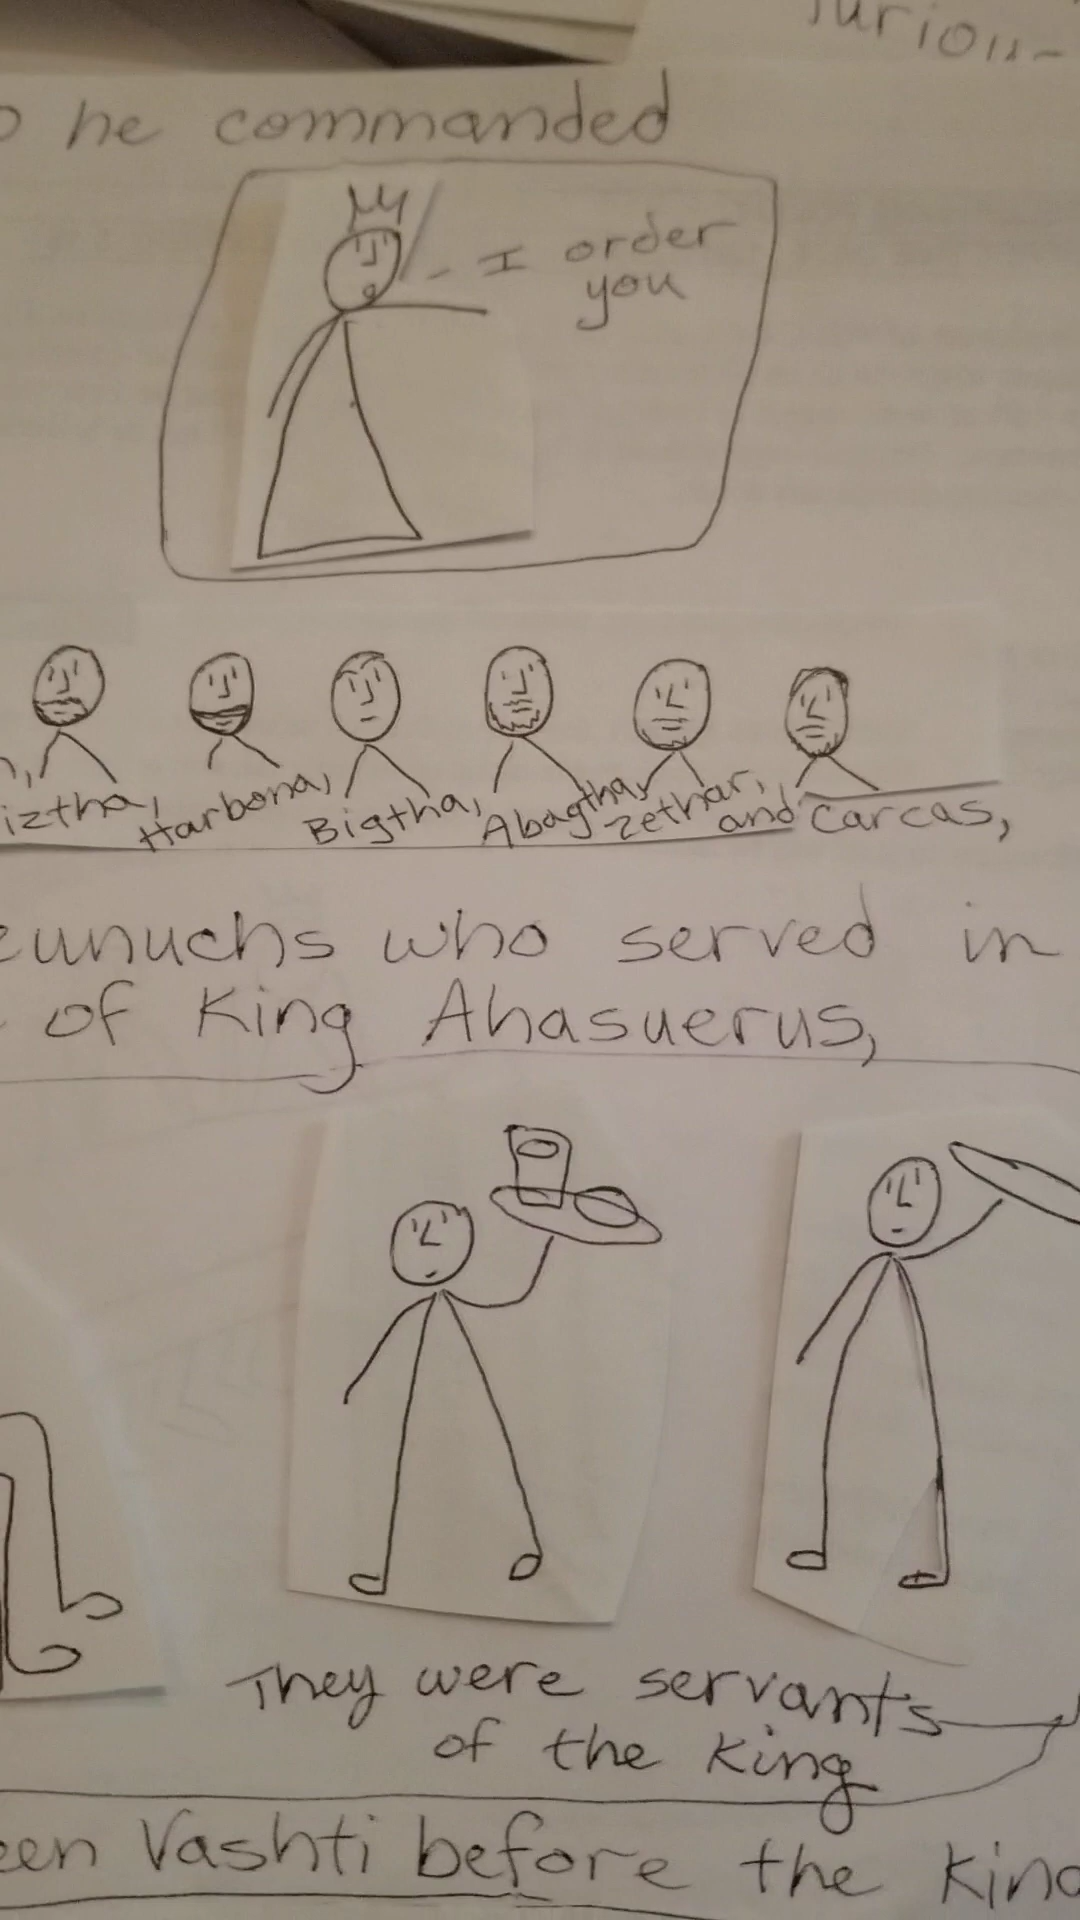 he commanded
I order
you
Harbona, Bigtha, Abagtha, Zethar, and Carcas,
eunuchs who served in
of King Ahasuerus,
They were servants
of the King
Vashti before the